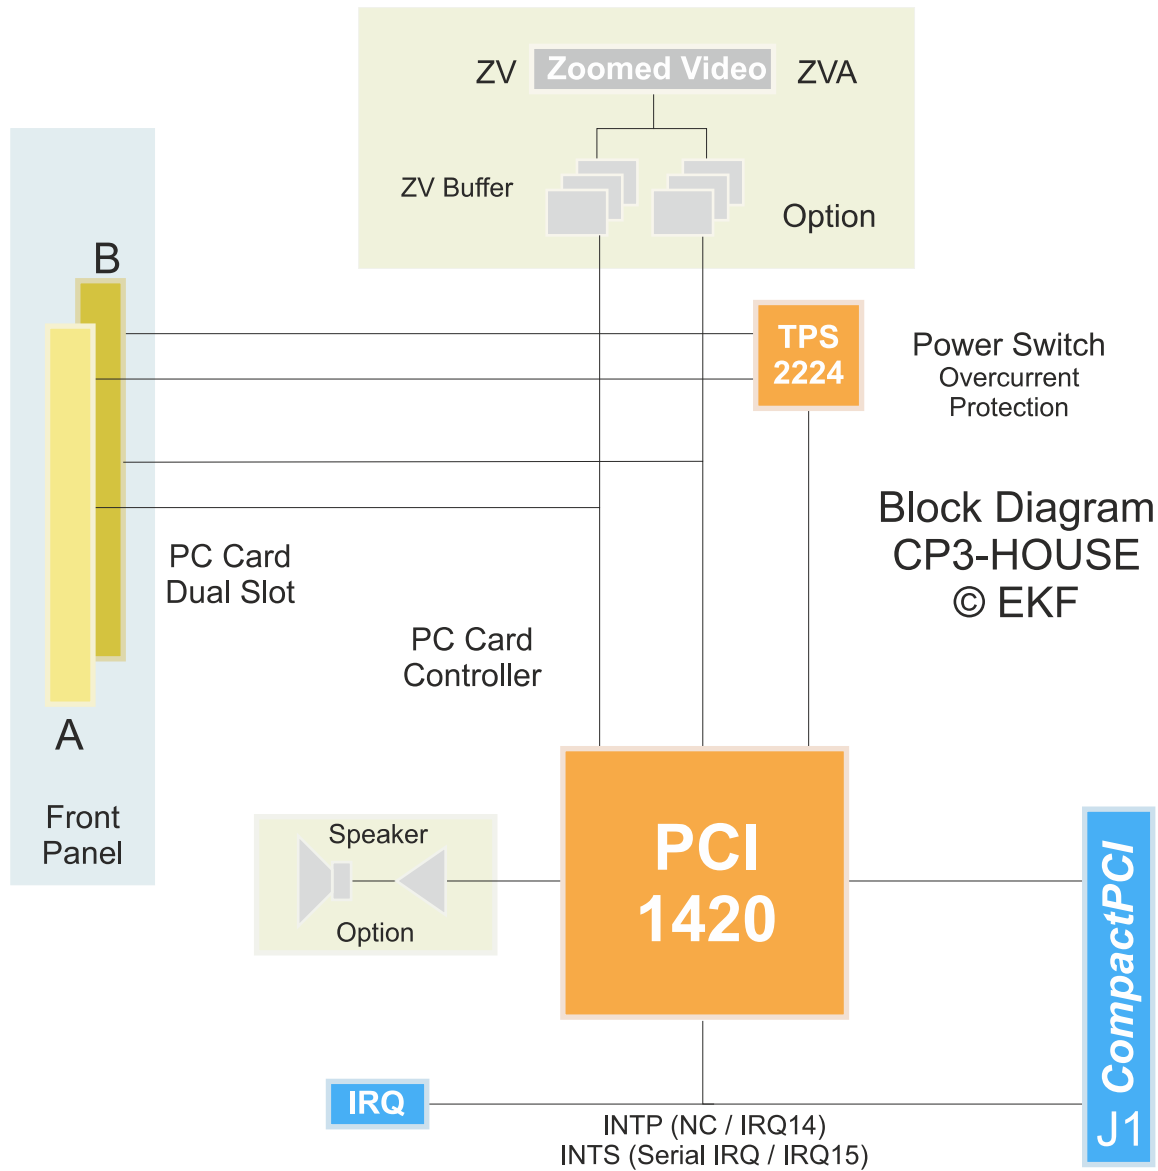 ZV
Zoomed Video
ZVA
ZV Buffer
Option
B
TPS
2224
Power Switch
Overcurrent
Protection
Block Diagram
CP3-HOUSE
© EKF
PC Card
Dual Slot
PC Card
Controller
A
Front
Panel
Speaker
Option
PCI
1420
CompactPCI
J1
IRQ
INTP (NC / IRQ14)
INTS (Serial IRQ / IRQ15)